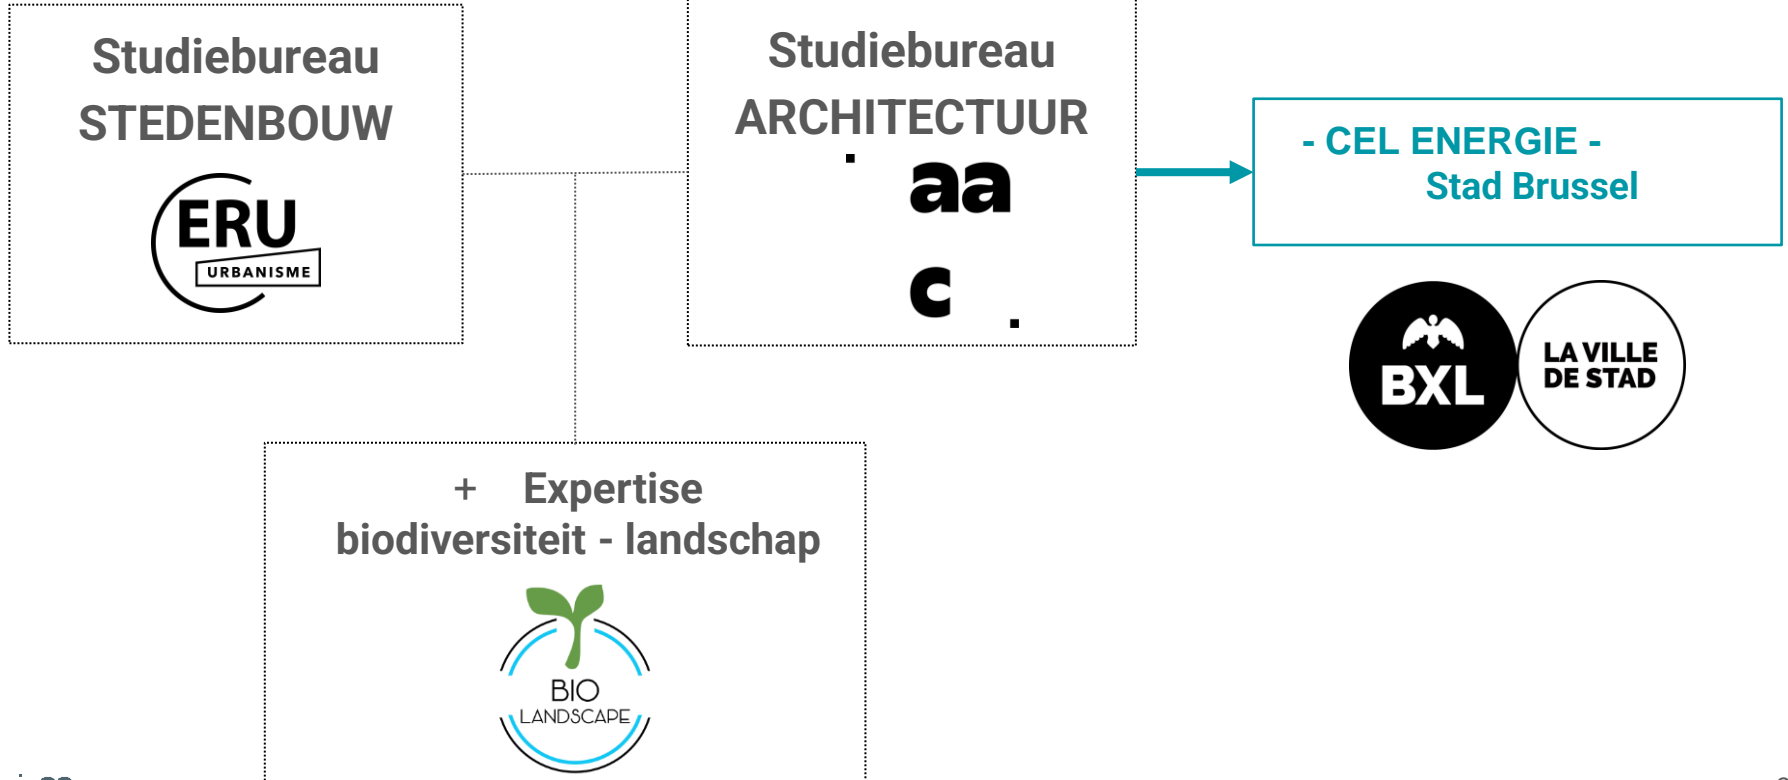 Studiebureau
STEDENBOUW
ERU
URBANISME
Studiebureau
ARCHITECTUUR
aa
c
- CEL ENERGIE -
Stad Brussel
BXL
LA VILLE
DE STAD
+ Expertise
biodiversiteit - landschap
BIO
LANDSCAPE